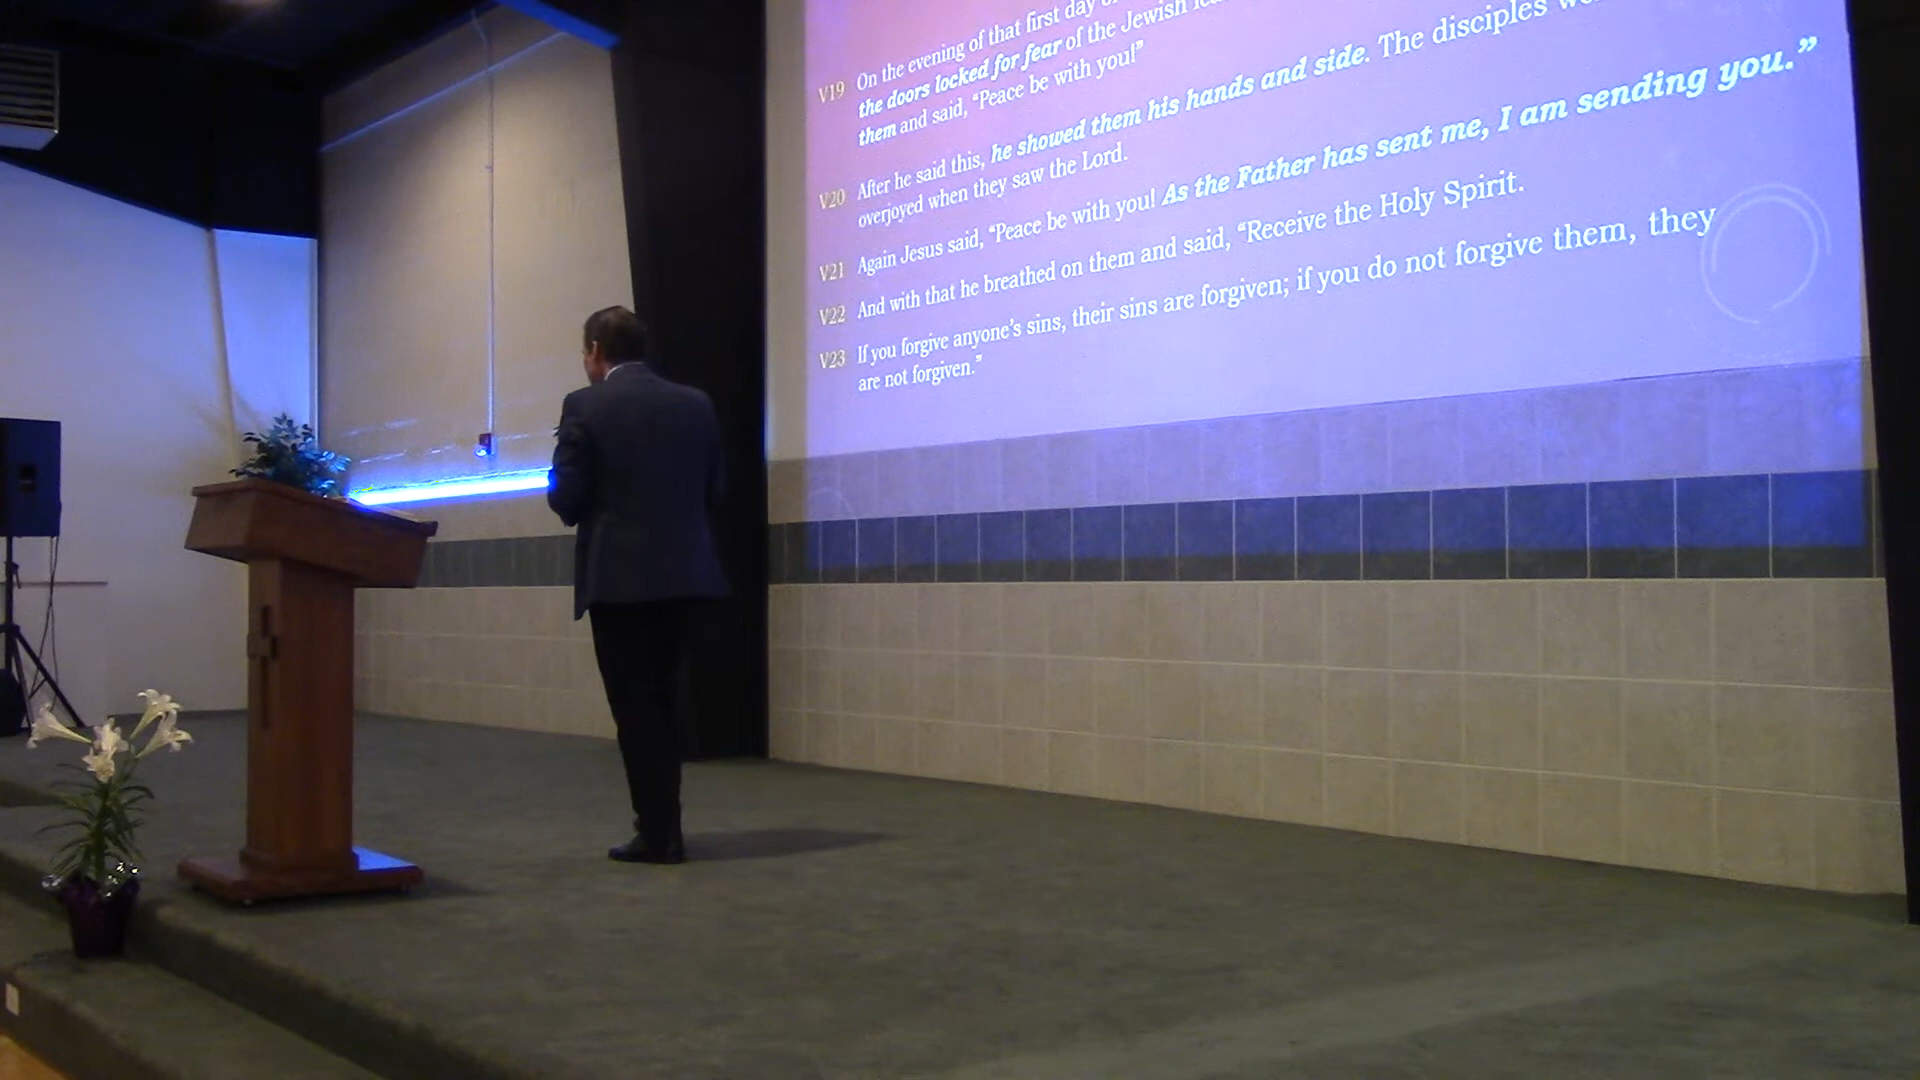 V19 On the evening of that first day
the doors locked for fear of the Jewish
them and said, “Peace be with you!”
V20 After he said this, he showed them his hands and side. The disciples
overjoyed when they saw the Lord.
V21 Again Jesus said, “Peace be with you! As the Father has sent me, I am sending you.”
V22 And with that he breathed on them and said, “Receive the Holy Spirit.
V23 If you forgive anyone’s sins, their sins are forgiven; if you do not forgive them, they
are not forgiven.”